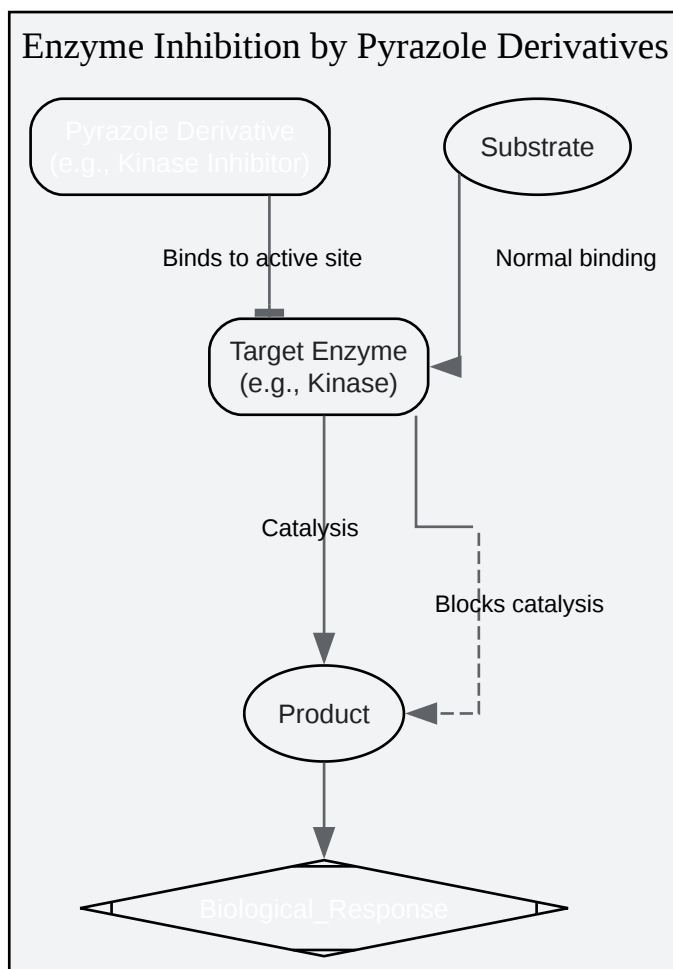 Enzyme Inhibition by Pyrazole Derivatives
Pyrazole Derivative
(e.g., Kinase Inhibitor)
Substrate
Binds to active site
Normal binding
Target Enzyme
(e.g., Kinase)
Catalysis
Blocks catalysis
Product
Biological_Response